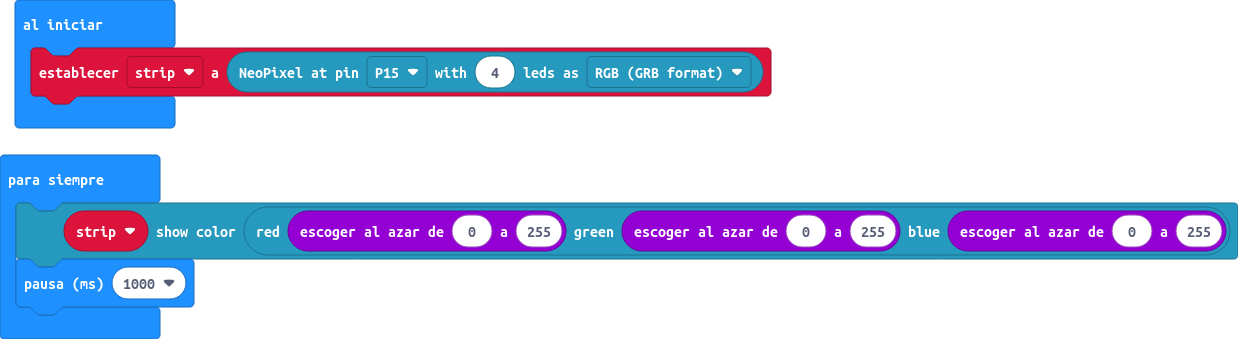 al iniciar
establecer strip a NeoPixel at pin P15 with 4 leds as RGB (GRB format)
para siempre
strip show color red escoger al azar de 0 a 255 green escoger al azar de 0 a 255 blue escoger al azar de 0 a 255
pausa (ms) 1000